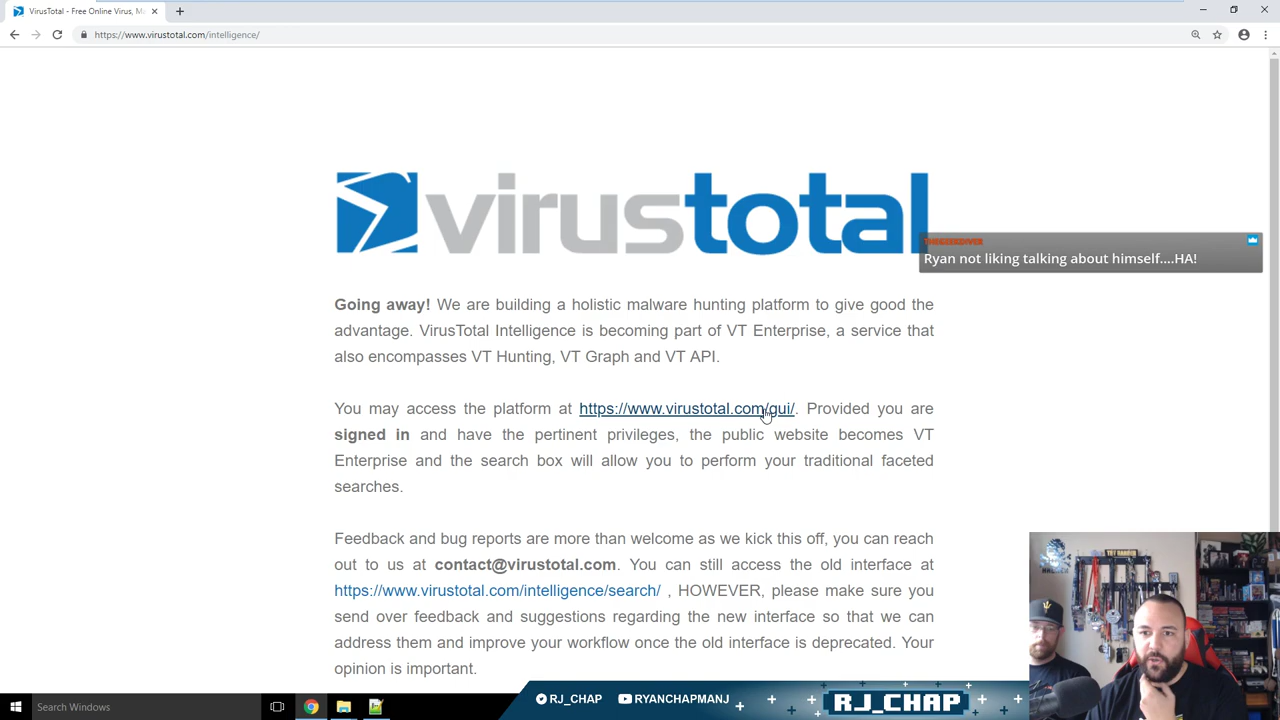 VirusTotal - Free Online Virus, M
https://www.virustotal.com/intelligence/
virustotal
THEGEEKDIVER
Ryan not liking talking about himself....HA!
Going away! We are building a holistic malware hunting platform to give good the
advantage. VirusTotal Intelligence is becoming part of VT Enterprise, a service that
also encompasses VT Hunting, VT Graph and VT API.
You may access the platform at https://www.virustotal.com/gui/. Provided you are
signed in and have the pertinent privileges, the public website becomes VT
Enterprise and the search box will allow you to perform your traditional faceted
searches.
Feedback and bug reports are more than welcome as we kick this off, you can reach
out to us at contact@virustotal.com. You can still access the old interface at
https://www.virustotal.com/intelligence/search/ , HOWEVER, please make sure you
send over feedback and suggestions regarding the new interface so that we can
address them and improve your workflow once the old interface is deprecated. Your
opinion is important.
Search Windows
RJ_CHAP
RYANCHAPMANJ
RJ_CHAP